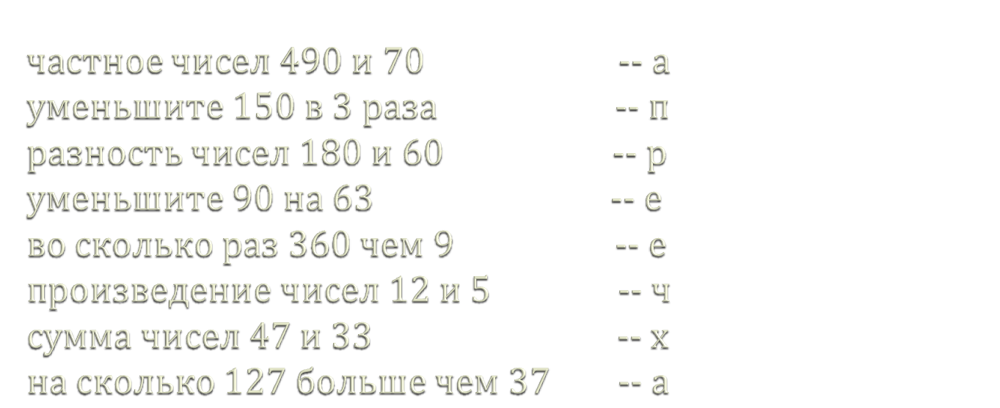 частное чисел 490 и 70 -- а
уменьшите 150 в 3 раза -- п
разность чисел 180 и 60 -- р
уменьшите 90 на 63 -- е
во сколько раз 360 чем 9 -- е
произведение чисел 12 и 5 -- ч
сумма чисел 47 и 33 -- х
на сколько 127 больше чем 37 -- а